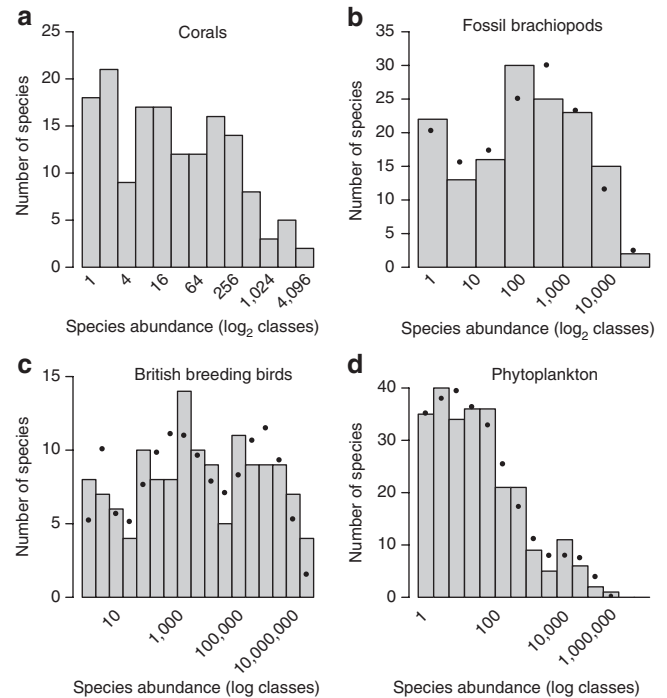 a
Corals
25
20
15
10
5
0
Number of species
1 4 16 64 256 1,024 4,096
Species abundance (log2 classes)
b
Fossil brachiopods
35
30
25
20
15
10
5
0
Number of species
1 10 100 1,000 10,000
Species abundance (log2 classes)
c
British breeding birds
15
10
5
0
Number of species
10 1,000 100,000 10,000,000
Species abundance (log classes)
d
Phytoplankton
40
30
20
10
0
Number of species
1 100 10,000 1,000,000
Species abundance (log classes)